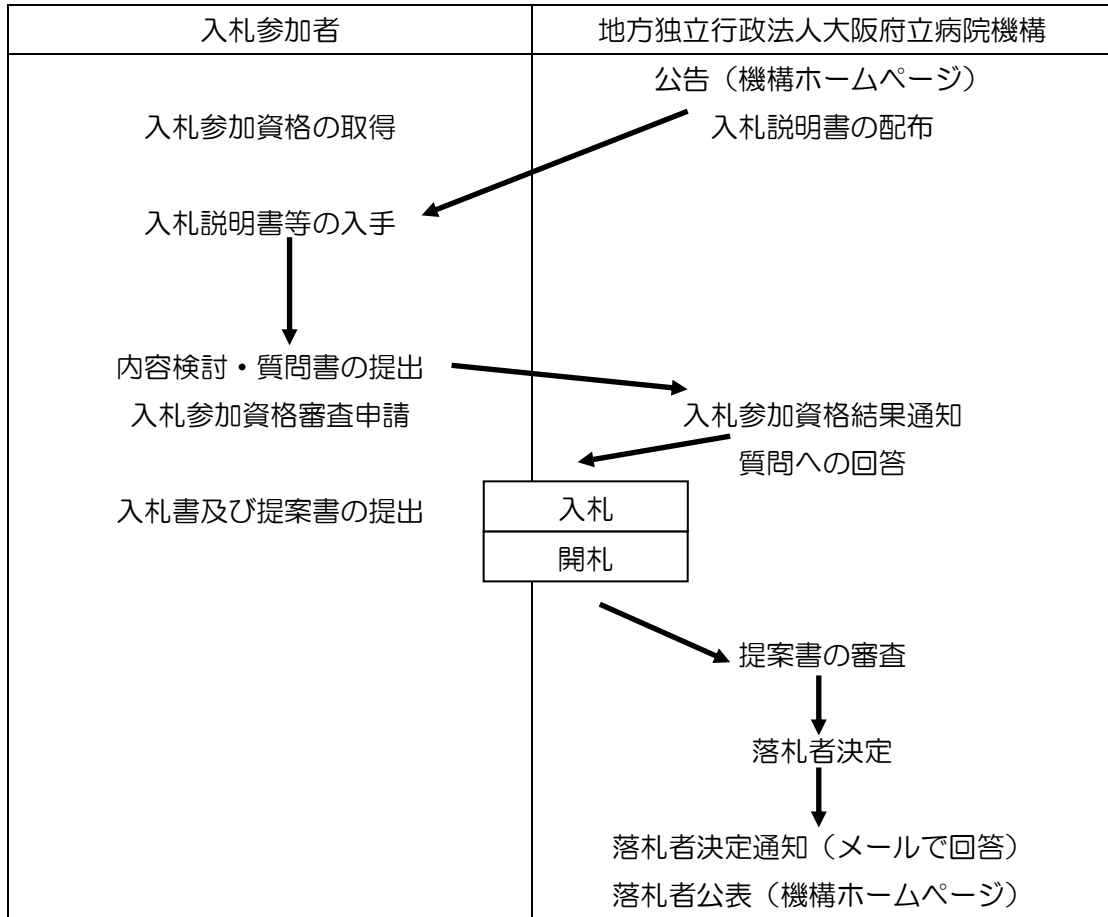 入札参加者
地方独立行政法人大阪府立病院機構
公告（機構ホームページ）
入札参加資格の取得
入札説明書の配布
入札説明書等の入手
内容検討・質問書の提出
入札参加資格審査申請
入札参加資格結果通知
質問への回答
入札書及び提案書の提出
入札
開札
提案書の審査
落札者決定
落札者決定通知（メールで回答）
落札者公表（機構ホームページ）